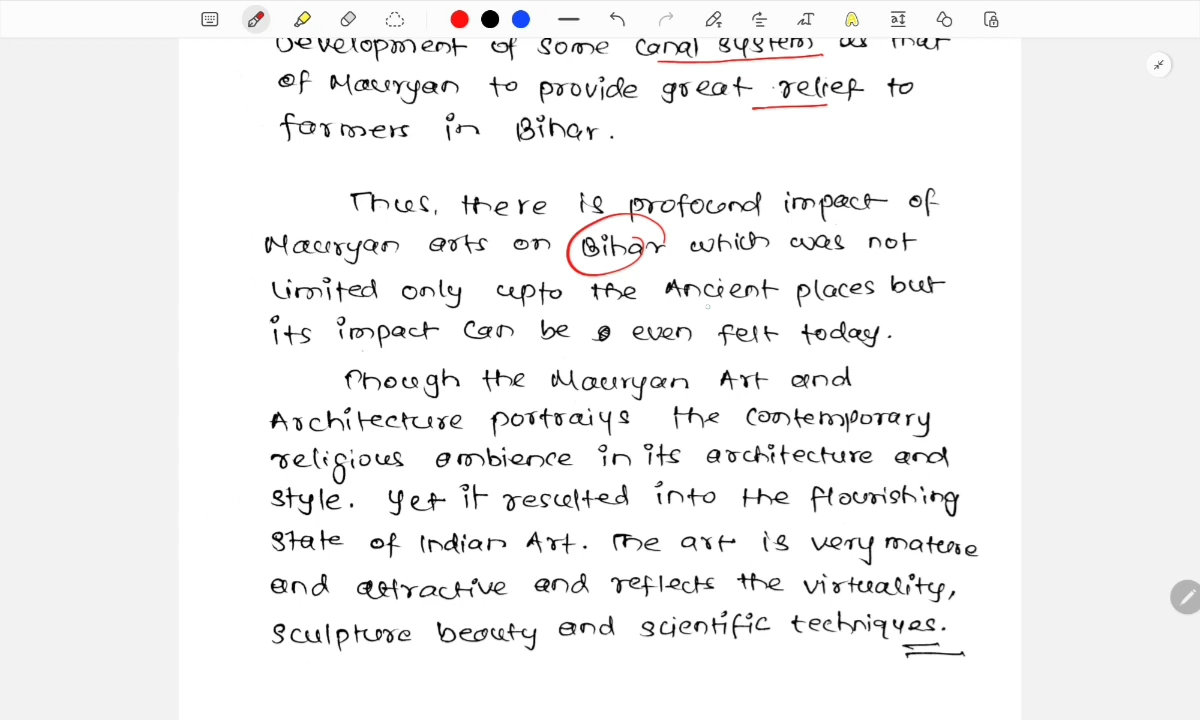 Development of some canal system as that
of Mauryan to provide great relief to
farmers in Bihar.
Thus, there is profound impact of
Mauryan arts on Bihar which was not
limited only upto the Ancient places but
its impact can be even felt today.
Though the Mauryan Art and
Architecture portraiys the contemporary
religious ambience in its architecture and
style. Yet it resulted into the flourishing
state of Indian Art. The art is very mature
and attractive and reflects the virtuality,
sculpture beauty and scientific techniques.